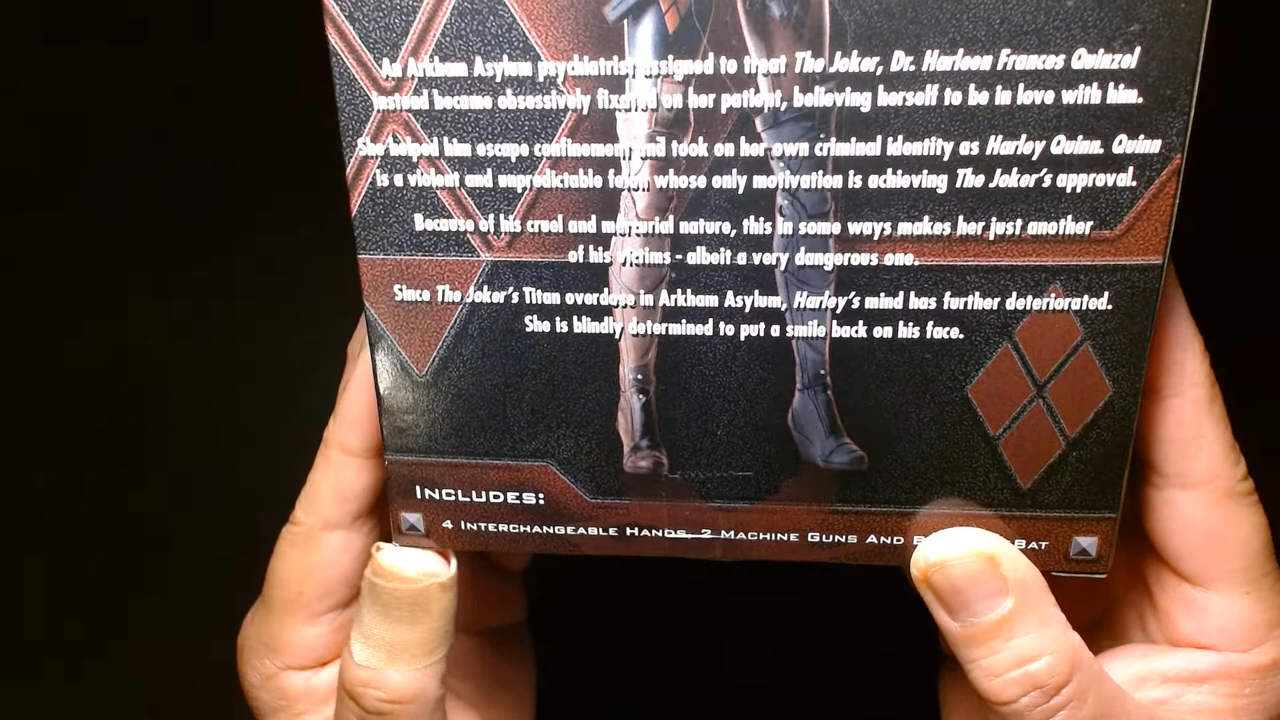 An Arkham Asylum psychiatrist assigned to treat The Joker, Dr. Harleen Frances Quinzel
instead became obsessively fixated on her patient, believing herself to be in love with him.
She helped him escape confinement and took on her own criminal identity as Harley Quinn. Quinn
is a violent and unpredictable felon whose only motivation is achieving The Joker's approval.
Because of his cruel and mercurial nature, this in some ways makes her just another
of his victims - albeit a very dangerous one.
Since The Joker's Titan overdose in Arkham Asylum, Harley's mind has further deteriorated.
She is blindly determined to put a smile back on his face.
INCLUDES:
4 INTERCHANGEABLE HANDS, 2 MACHINE GUNS AND BAT